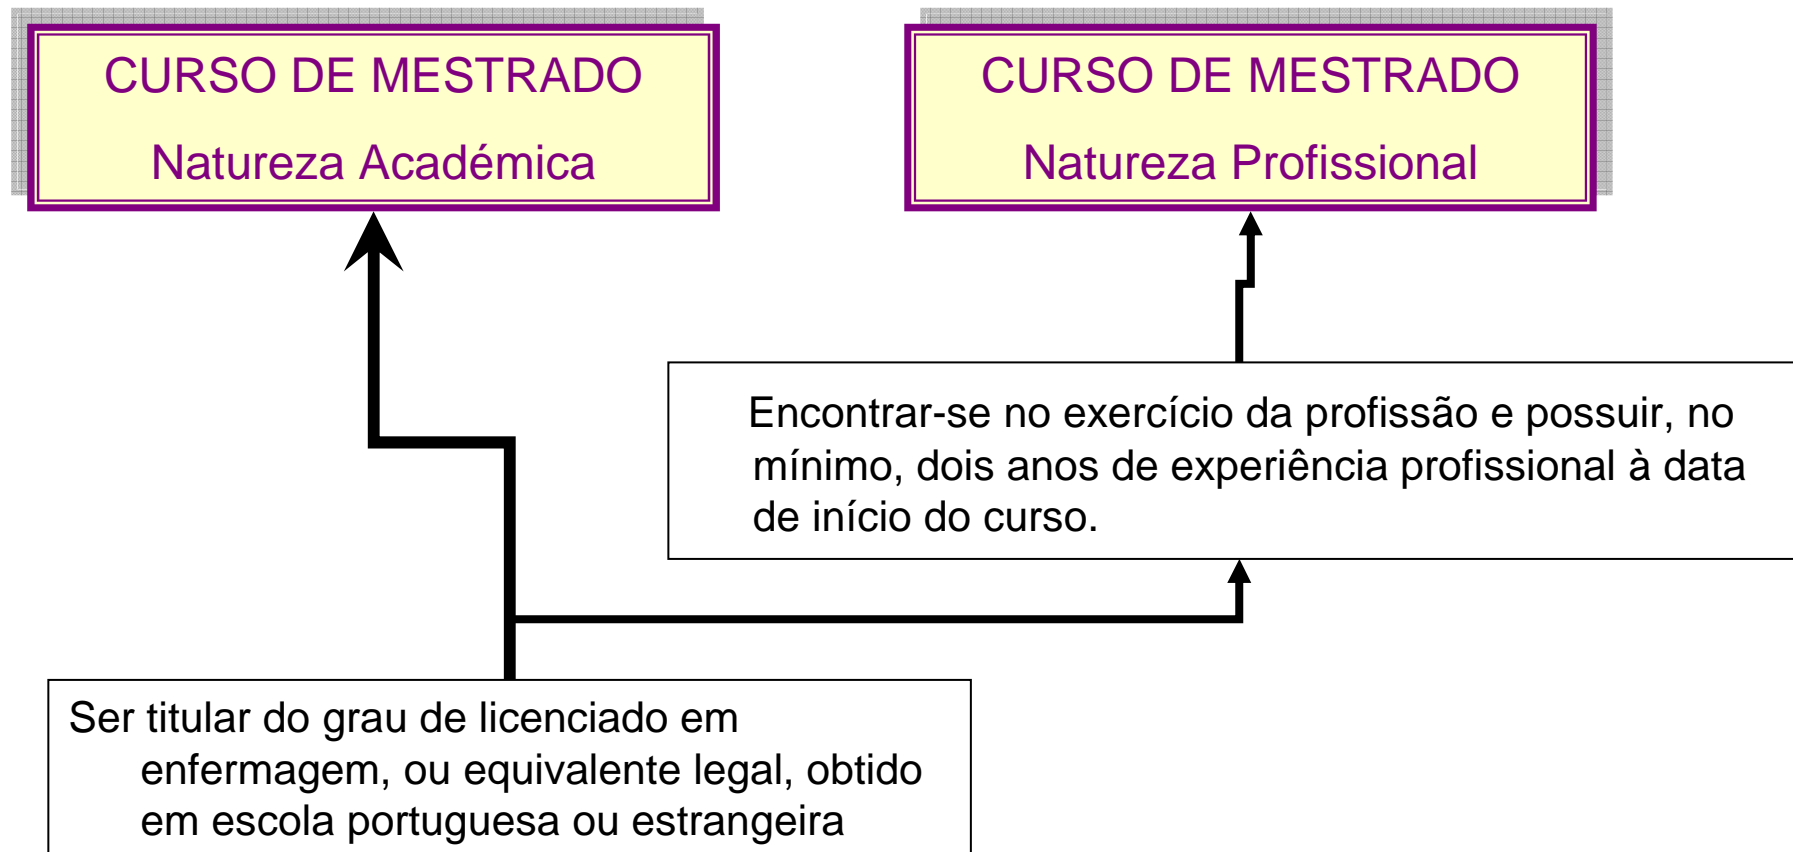 CURSO DE MESTRADO
Natureza Académica
CURSO DE MESTRADO
Natureza Profissional
Encontrar-se no exercício da profissão e possuir, no
mínimo, dois anos de experiência profissional à data
de início do curso.
Ser titular do grau de licenciado em
enfermagem, ou equivalente legal, obtido
em escola portuguesa ou estrangeira